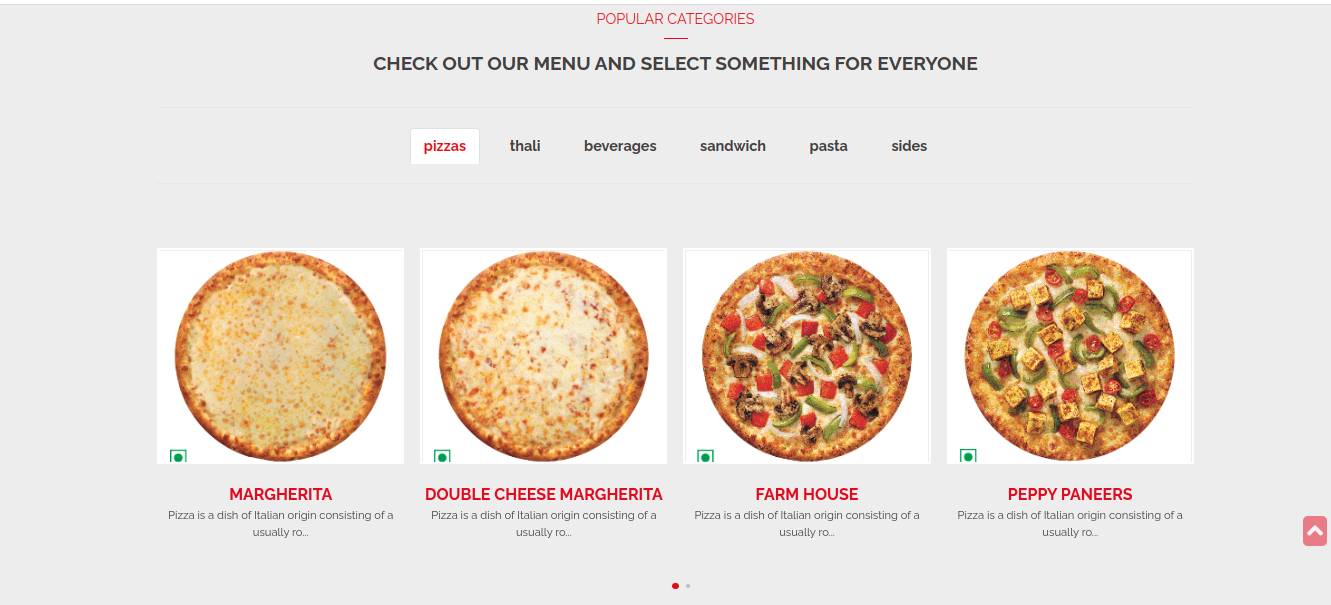 POPULAR CATEGORIES
CHECK OUT OUR MENU AND SELECT SOMETHING FOR EVERYONE
pizzas thali beverages sandwich pasta sides
MARGHERITA
Pizza is a dish of Italian origin consisting of a
usually ro...
DOUBLE CHEESE MARGHERITA
Pizza is a dish of Italian origin consisting of a
usually ro...
FARM HOUSE
Pizza is a dish of Italian origin consisting of a
usually ro...
PEPPY PANEERS
Pizza is a dish of Italian origin consisting of a
usually ro...